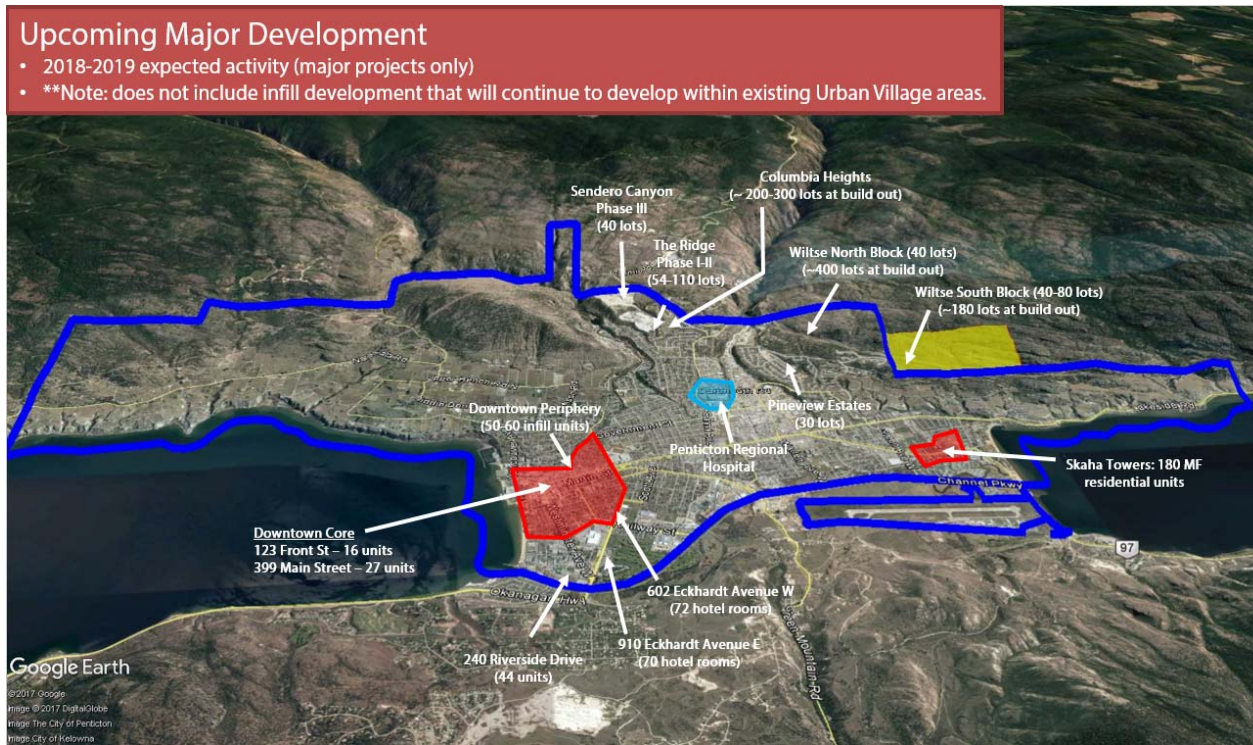 Upcoming Major Development
• 2018-2019 expected activity (major projects only)
• **Note: does not include infill development that will continue to develop within existing Urban Village areas.
Columbia Heights
(~ 200-300 lots at build out)
Sendero Canyon
Phase III
(40 lots)
The Ridge
Phase I-II
(54-110 lots)
Wiltse North Block (40 lots)
(~400 lots at build out)
Wiltse South Block (40-80 lots)
(~180 lots at build out)
Downtown Periphery
(50-60 infill units)
Pineview Estates
(30 lots)
Penticton Regional
Hospital
Lakeside Rd
Skaha Towers: 180 MF
residential units
Channel Pkwy
Downtown Core
123 Front St – 16 units
399 Main Street – 27 units
97
Okanagan Hwy
602 Eckhardt Avenue W
(72 hotel rooms)
910 Eckhardt Avenue E
(70 hotel rooms)
240 Riverside Drive
(44 units)
Green Mountain Rd
Google Earth
©2017 Google
Image © 2017 DigitalGlobe
Image The City of Penticton
Image City of Kelowna